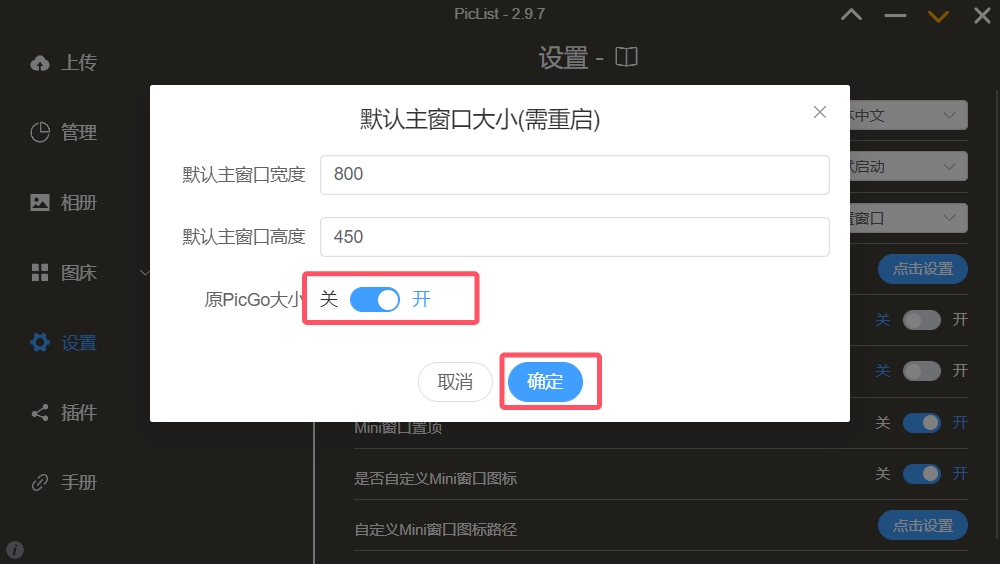 PicList - 2.9.7
上传
管理
相册
图床
设置
插件
手册
设置 -
默认主窗口大小(需重启)
默认主窗口宽度 800
默认主窗口高度 450
原PicGo大小 关 开
取消 确定
中文
启动
置窗口
点击设置
关 开
关 开
Mini窗口置顶 关 开
是否自定义Mini窗口图标 关 开
自定义Mini窗口图标路径 点击设置